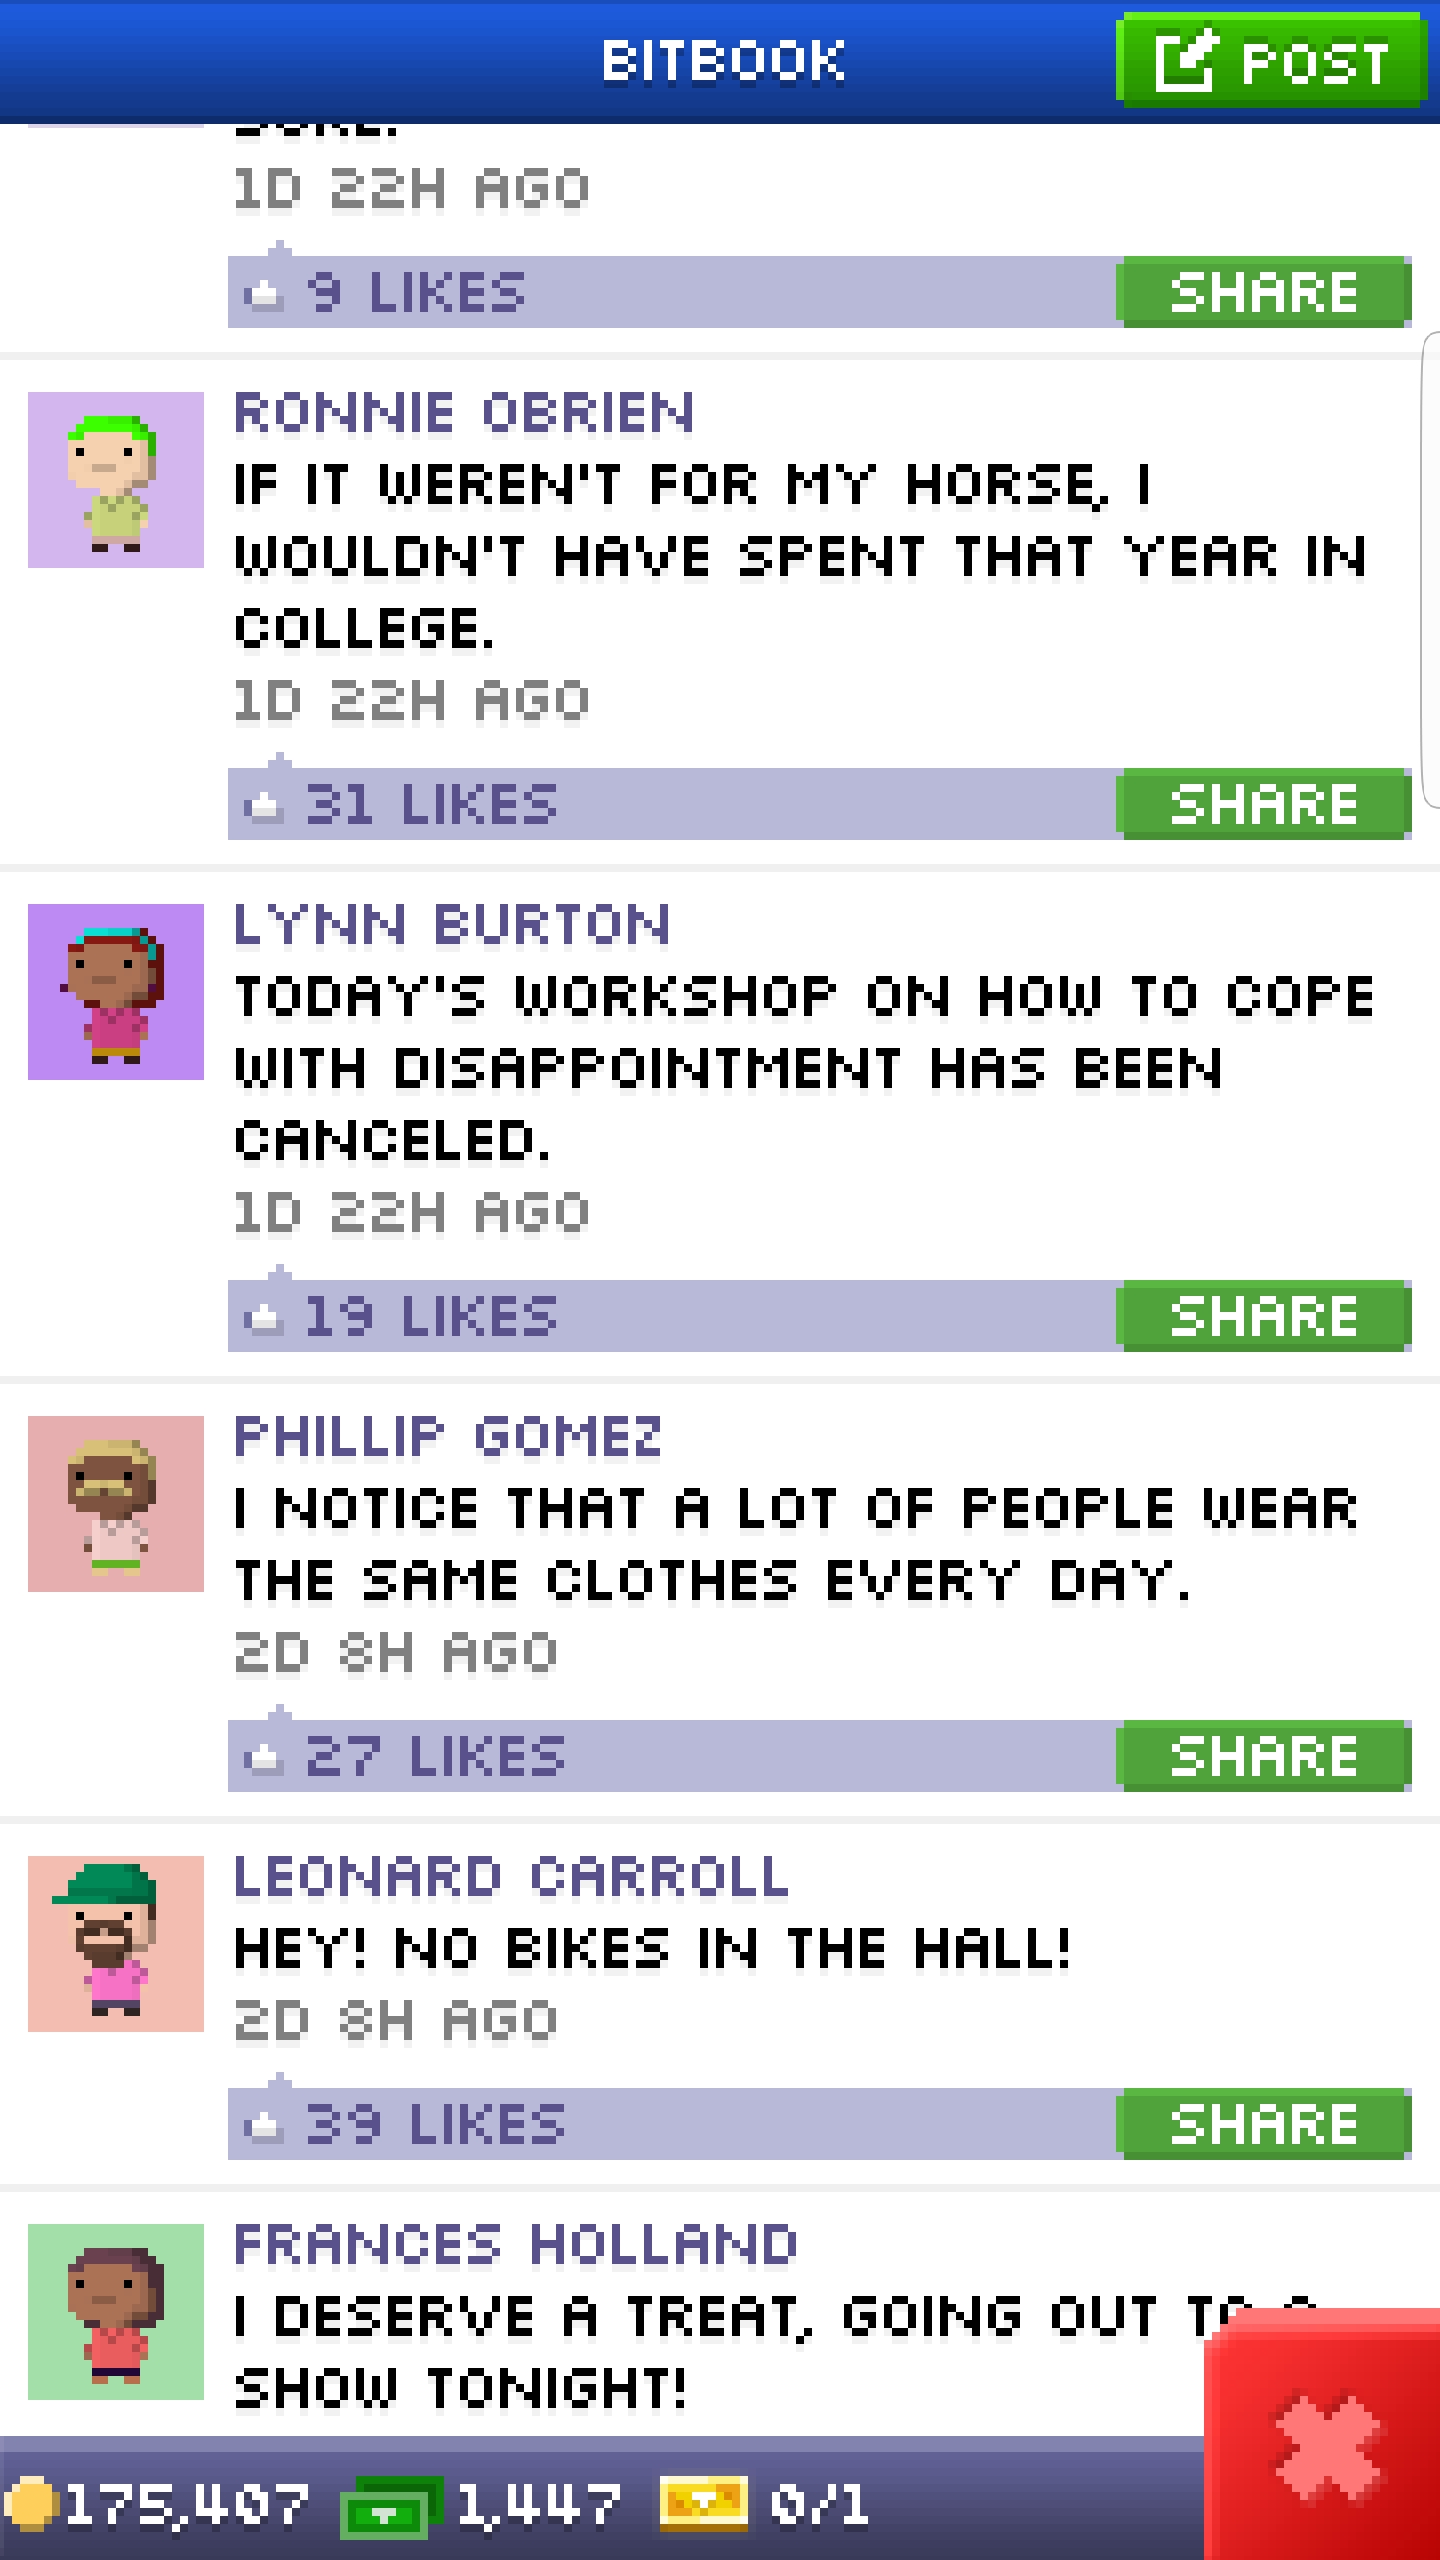 BITBOOK
POST
1D 22H AGO
9 LIKES
SHARE
RONNIE OBRIEN
IF IT WEREN'T FOR MY HORSE, I
WOULDN'T HAVE SPENT THAT YEAR IN
COLLEGE.
1D 22H AGO
31 LIKES
SHARE
LYNN BURTON
TODAY'S WORKSHOP ON HOW TO COPE
WITH DISAPPOINTMENT HAS BEEN
CANCELED.
1D 22H AGO
19 LIKES
SHARE
PHILLIP GOMEZ
I NOTICE THAT A LOT OF PEOPLE WEAR
THE SAME CLOTHES EVERY DAY.
2D 8H AGO
27 LIKES
SHARE
LEONARD CARROLL
HEY! NO BIKES IN THE HALL!
2D 8H AGO
39 LIKES
SHARE
FRANCES HOLLAND
I DESERVE A TREAT, GOING OUT TO A
SHOW TONIGHT!
175,407
1,447
0/1